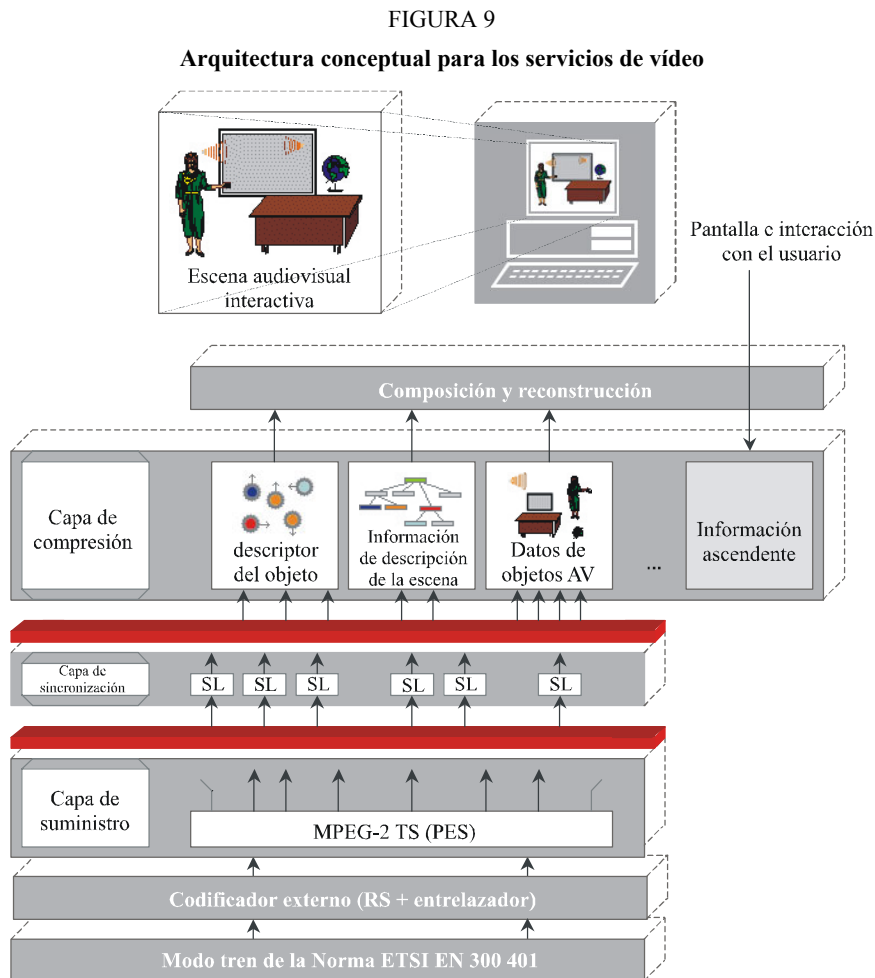 FIGURA 9
Arquitectura conceptual para los servicios de vídeo
Escena audiovisual
interactiva
Pantalla e interacción
con el usuario
Composición y reconstrucción
Capa de
compresión
descriptor
del objeto
Información
de descripción
de la escena
Datos de
objetos AV
...
Información
ascendente
Capa de
sincronización
SL
SL
SL
SL
SL
SL
Capa de
suministro
MPEG-2 TS (PES)
Codificador externo (RS + entrelazador)
Modo tren de la Norma ETSI EN 300 401